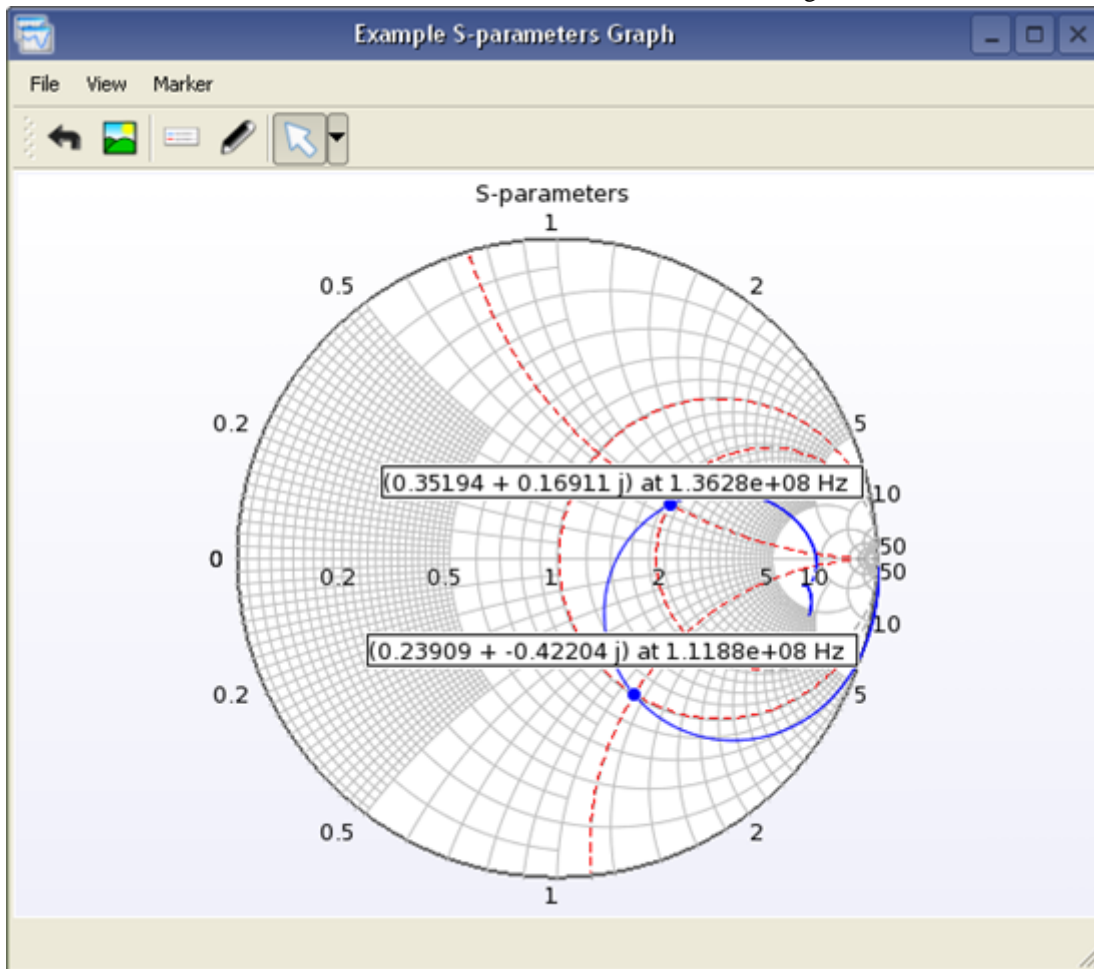 Example S-parameters Graph
File View Marker
S-parameters
1
0.5 2
0.2 5
(0.35194 + 0.16911 j) at 1.3628e+08 Hz
10
50
0
0.2 0.5 1 2 5 10 50
10
(0.23909 + -0.42204 j) at 1.1188e+08 Hz
0.2 5
0.5 2
1